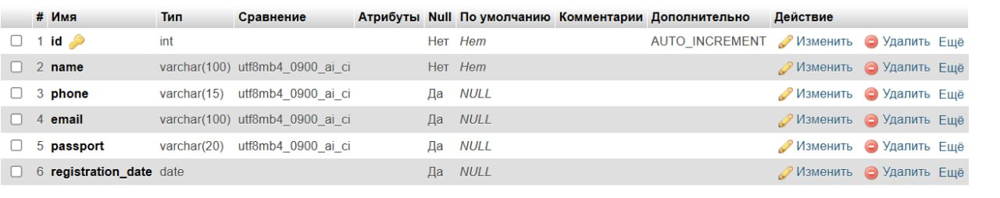 # Имя Тип Сравнение Атрибуты Null По умолчанию Комментарии Дополнительно Действие
1 id int Нет Нет AUTO_INCREMENT Изменить Удалить Ещё
2 name varchar(100) utf8mb4_0900_ai_ci Нет Нет Изменить Удалить Ещё
3 phone varchar(15) utf8mb4_0900_ai_ci Да NULL Изменить Удалить Ещё
4 email varchar(100) utf8mb4_0900_ai_ci Да NULL Изменить Удалить Ещё
5 passport varchar(20) utf8mb4_0900_ai_ci Да NULL Изменить Удалить Ещё
6 registration_date date Да NULL Изменить Удалить Ещё